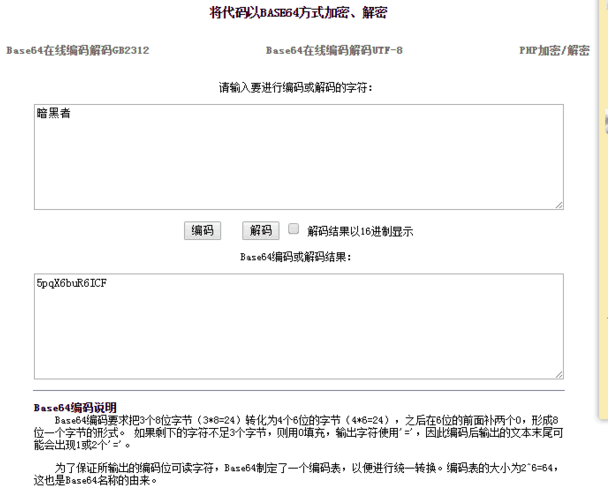 将代码以BASE64方式加密、解密
Base64在线编码解码GB2312 Base64在线编码解码UTF-8 PHP加密/解密
请输入要进行编码或解码的字符：
暗黑者
编码 解码 解码结果以16进制显示
Base64编码或解码结果：
5pqX6buR6ICF
Base64编码说明
Base64编码要求把3个8位字节（3*8=24）转化为4个6位的字节（4*6=24），之后在6位的前面补两个0，形成8
位一个字节的形式。 如果剩下的字符不足3个字节，则用0填充，输出字符使用'='，因此编码后输出的文本末尾可
能会出现1或2个'='。
为了保证所输出的编码位可读字符，Base64制定了一个编码表，以便进行统一转换。编码表的大小为2^6=64，
这也是Base64名称的由来。